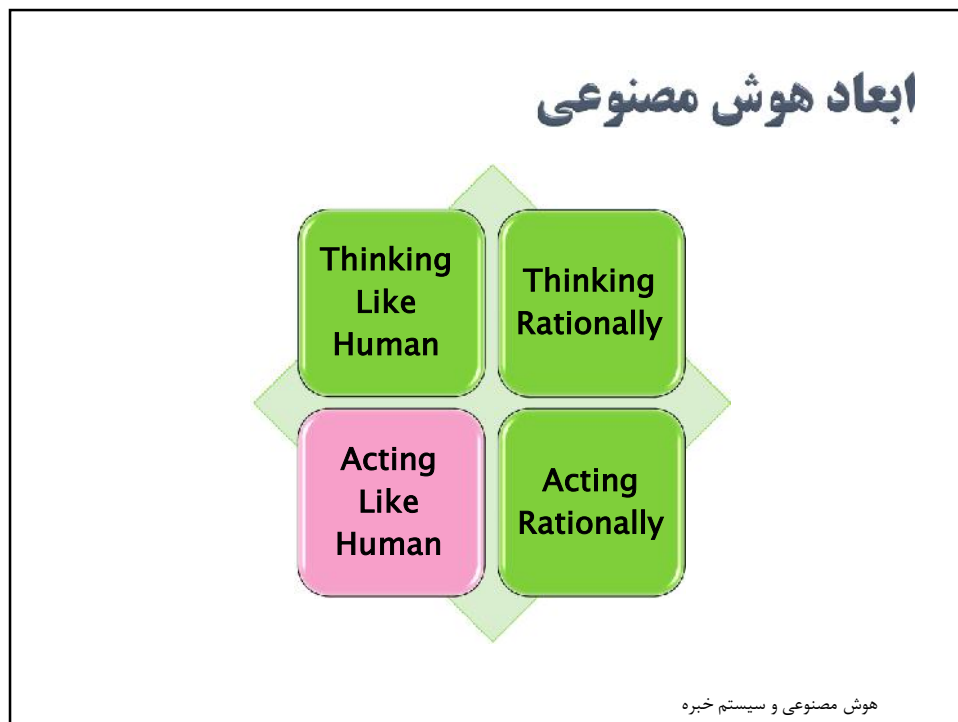 ابعاد هوش مصنوعی
Thinking
Like
Human
Thinking
Rationally
Acting
Like
Human
Acting
Rationally
هوش مصنوعی و سیستم خبره